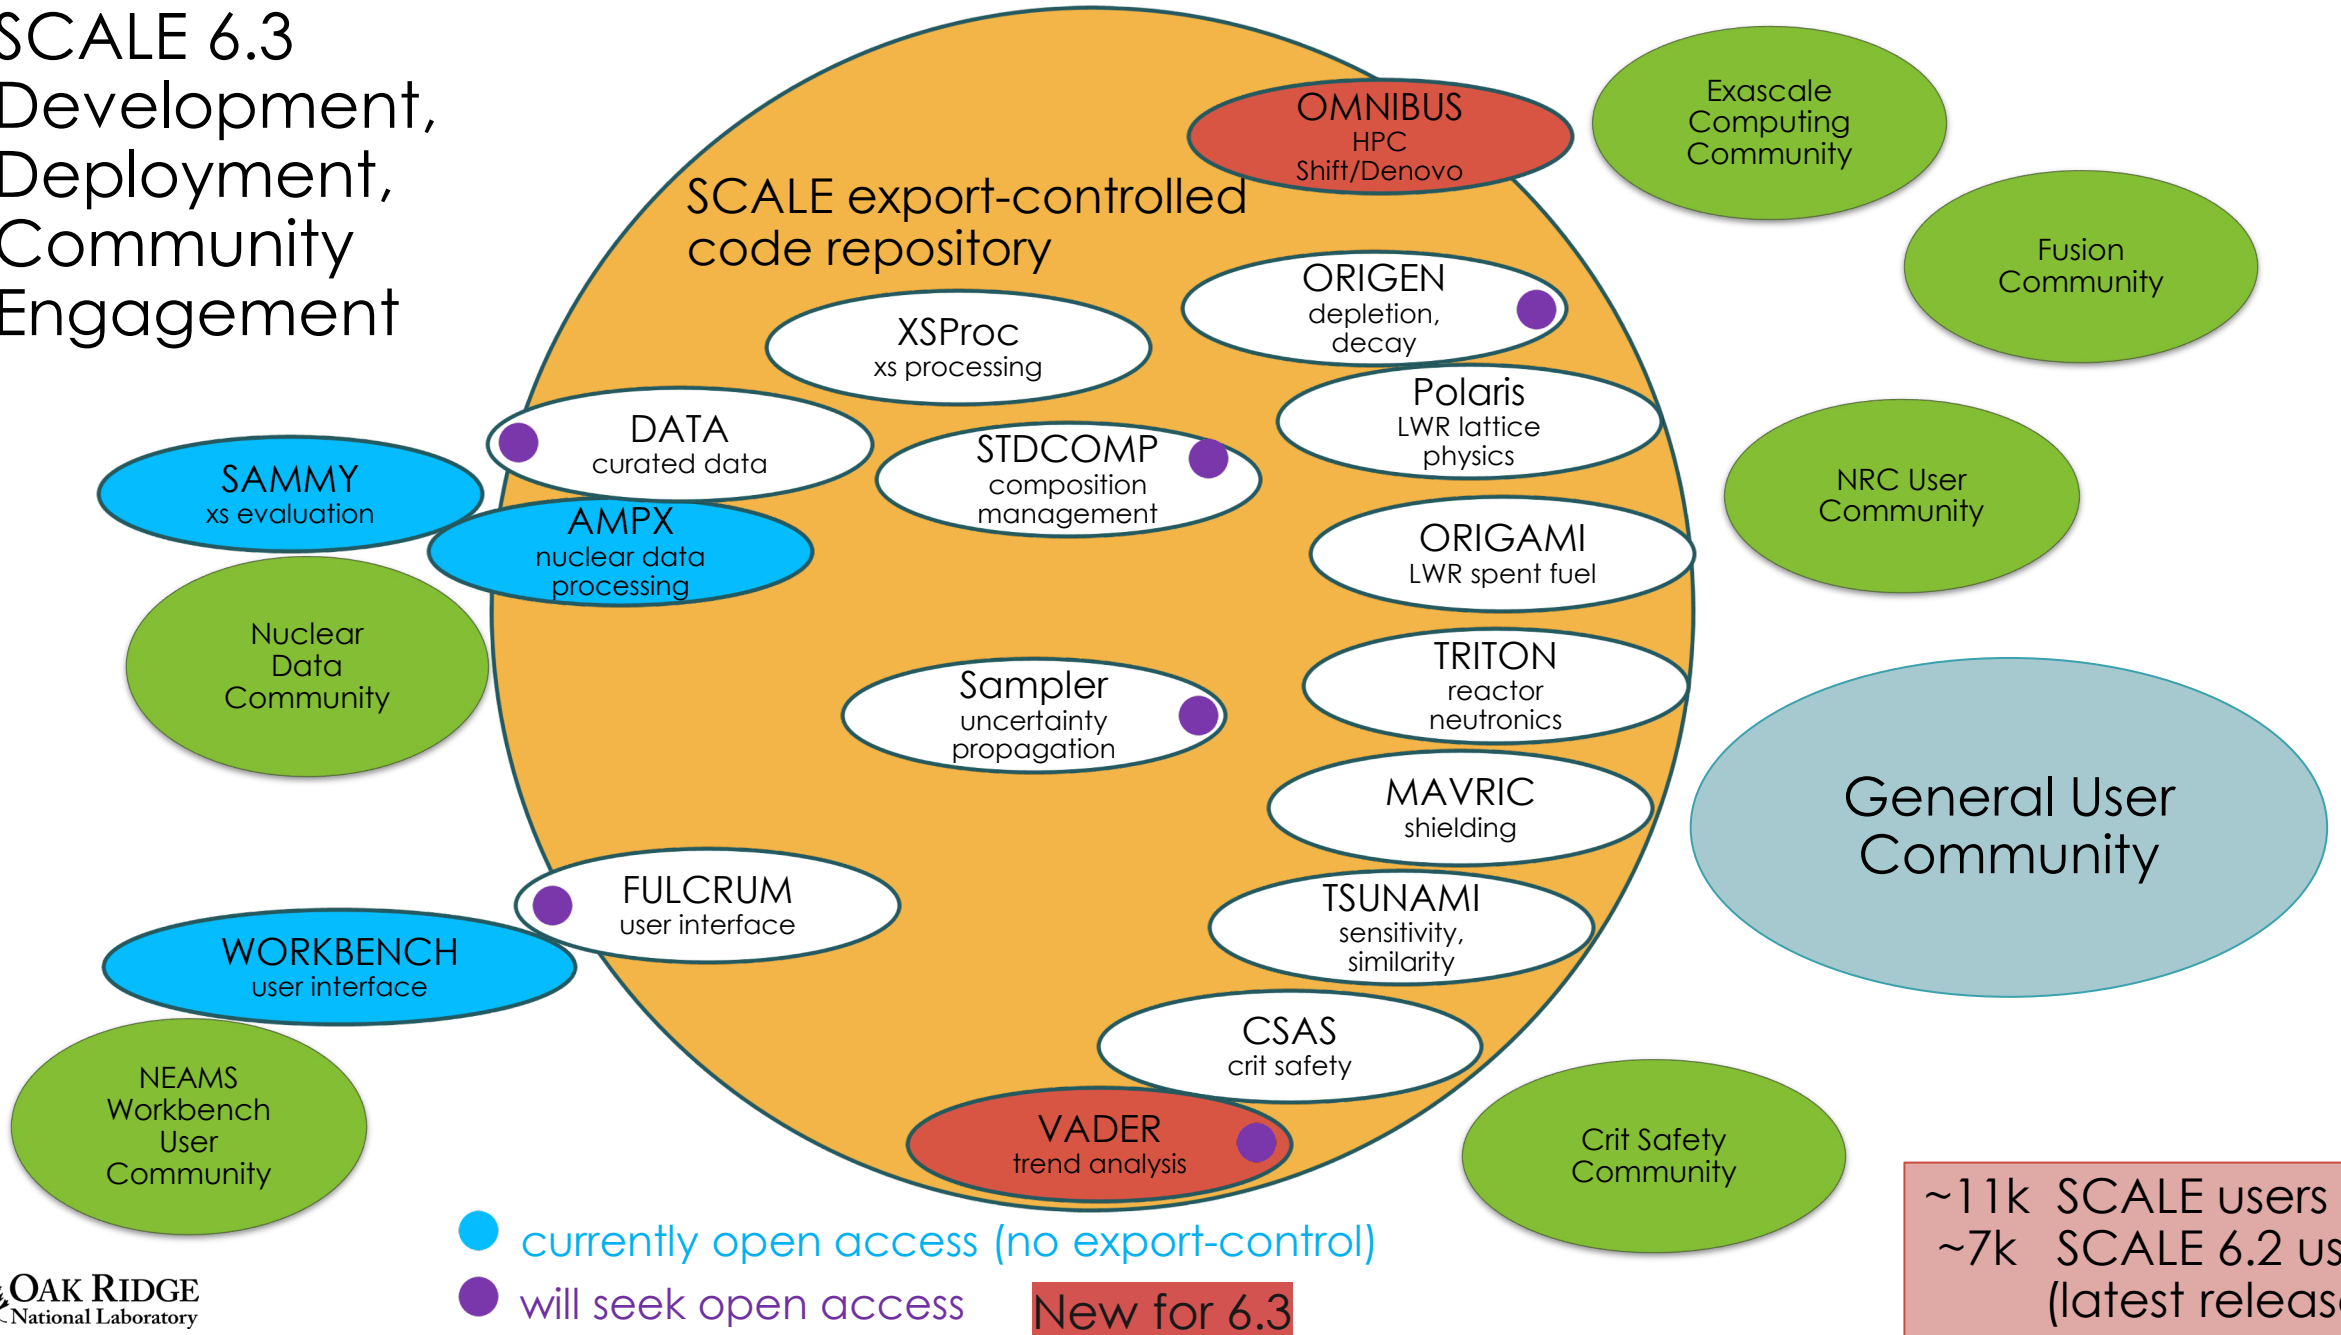 SCALE 6.3
Development,
Deployment,
Community
Engagement
SCALE export-controlled
code repository
OMNIBUS
HPC
Shift/Denovo
Exascale
Computing
Community
Fusion
Community
ORIGEN
depletion,
decay
XSProc
xs processing
Polaris
LWR lattice
physics
DATA
curated data
STDCOMP
composition
management
SAMMY
xs evaluation
AMPX
nuclear data
processing
NRC User
Community
ORIGAMI
LWR spent fuel
Nuclear
Data
Community
TRITON
reactor
neutronics
Sampler
uncertainty
propagation
MAVRIC
shielding
General User
Community
FULCRUM
user interface
TSUNAMI
sensitivity,
similarity
WORKBENCH
user interface
CSAS
crit safety
NEAMS
Workbench
User
Community
VADER
trend analysis
Crit Safety
Community
~11k SCALE users
~7k SCALE 6.2
(latest
currently open access (no export-control)
will seek open access
New for 6.3
OAK RIDGE
National Laboratory